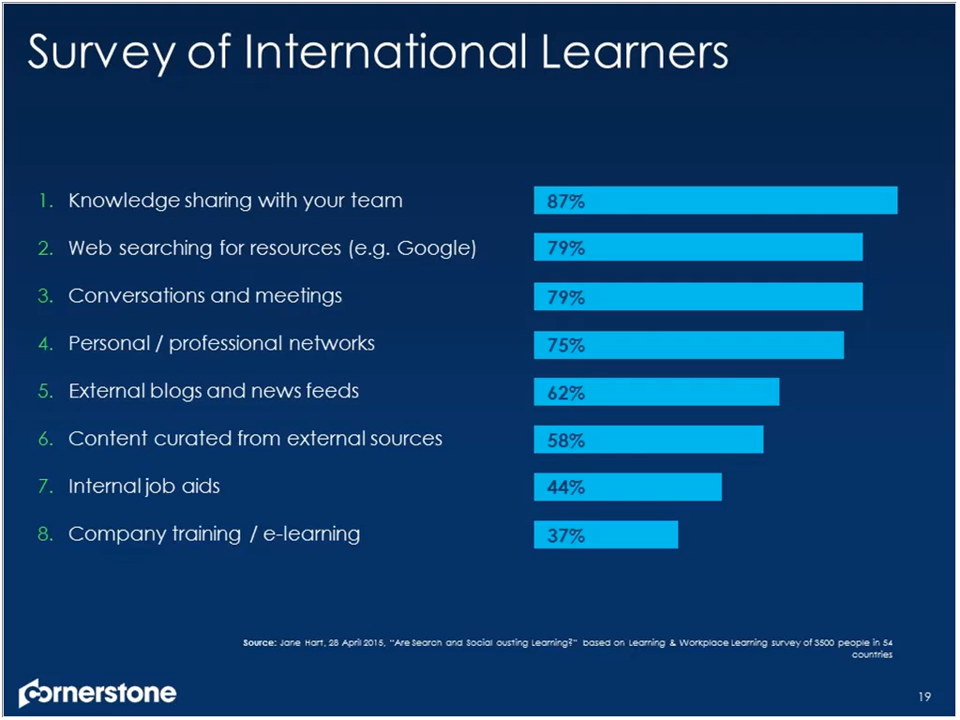 Survey of International Learners
1. Knowledge sharing with your team 87%
2. Web searching for resources (e.g. Google) 79%
3. Conversations and meetings 79%
4. Personal / professional networks 75%
5. External blogs and news feeds 62%
6. Content curated from external sources 58%
7. Internal job aids 44%
8. Company training / e-learning 37%
Source: Jane Hart, 28 April 2015, "Are Search and Social ousting Learning?" based on Learning & Workplace Learning survey of 3500 people in 54
countries
cornerstone 19